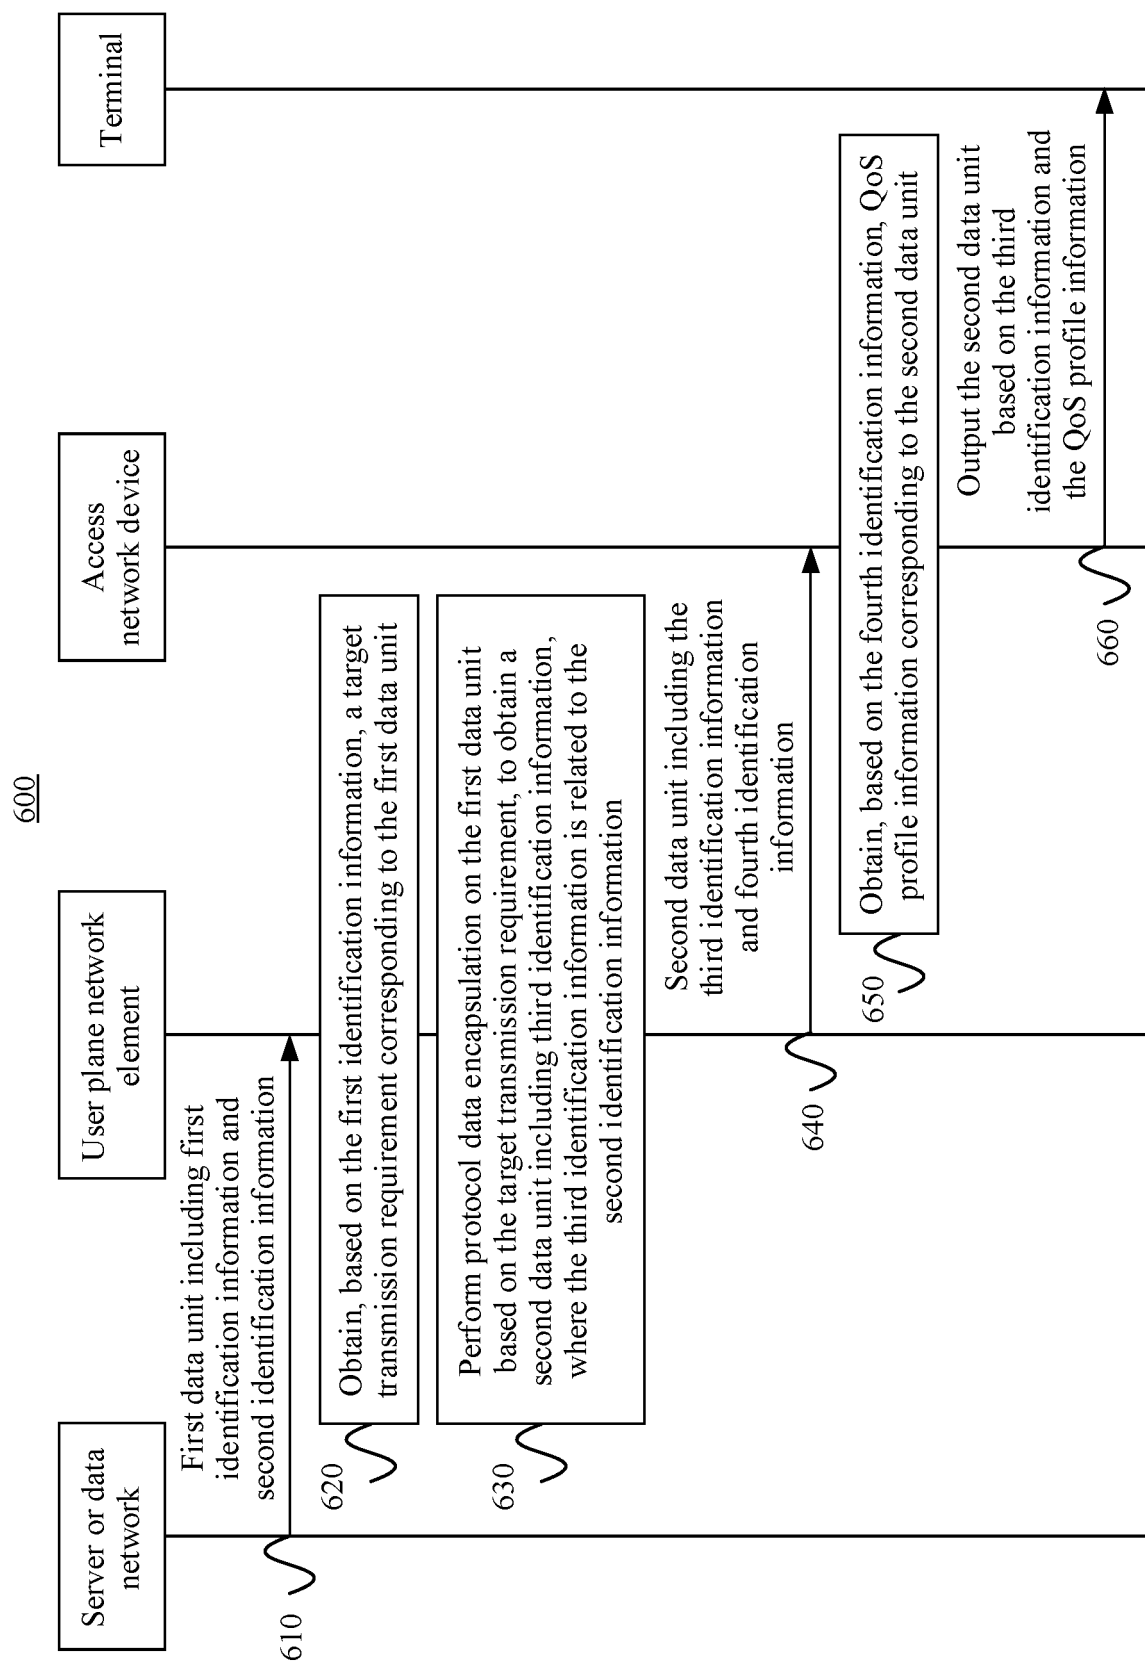 600
Server or data
network
User plane network
element
Access
network device
Terminal
First data unit including first
identification information and
second identification information
610
Obtain, based on the first identification information, a target
transmission requirement corresponding to the first data unit
620
Perform protocol data encapsulation on the first data unit
based on the target transmission requirement, to obtain a
second data unit including third identification information,
where the third identification information is related to the
second identification information
630
Second data unit including the
third identification information
and fourth identification
information
640
Obtain, based on the fourth identification information, QoS
profile information corresponding to the second data unit
650
Output the second data unit
based on the third
identification information and
the QoS profile information
660